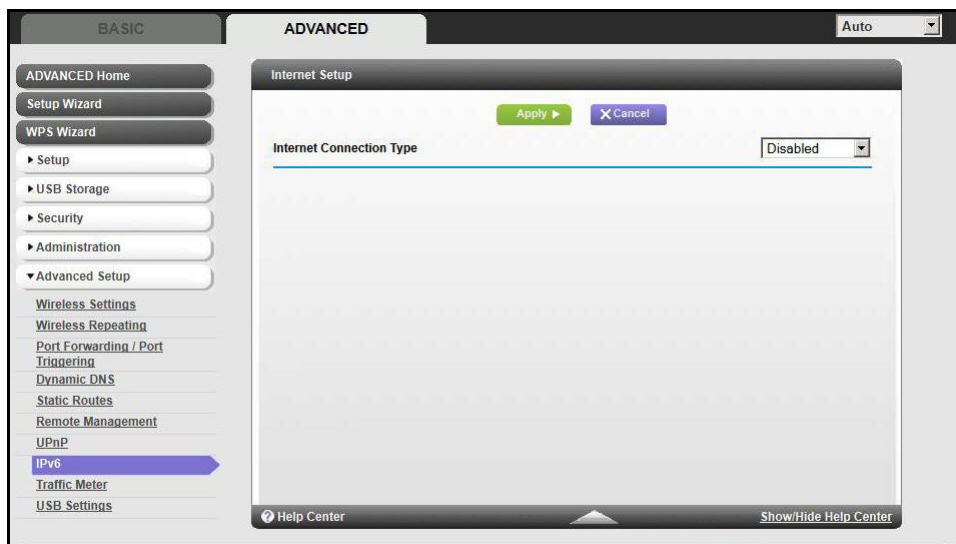 BASIC
ADVANCED
Auto
ADVANCED Home
Setup Wizard
WPS Wizard
Setup
USB Storage
Security
Administration
Advanced Setup
Wireless Settings
Wireless Repeating
Port Forwarding / Port
Triggering
Dynamic DNS
Static Routes
Remote Management
UPnP
IPv6
Traffic Meter
USB Settings
Internet Setup
Apply
X Cancel
Internet Connection Type
Disabled
? Help Center
Show/Hide Help Center